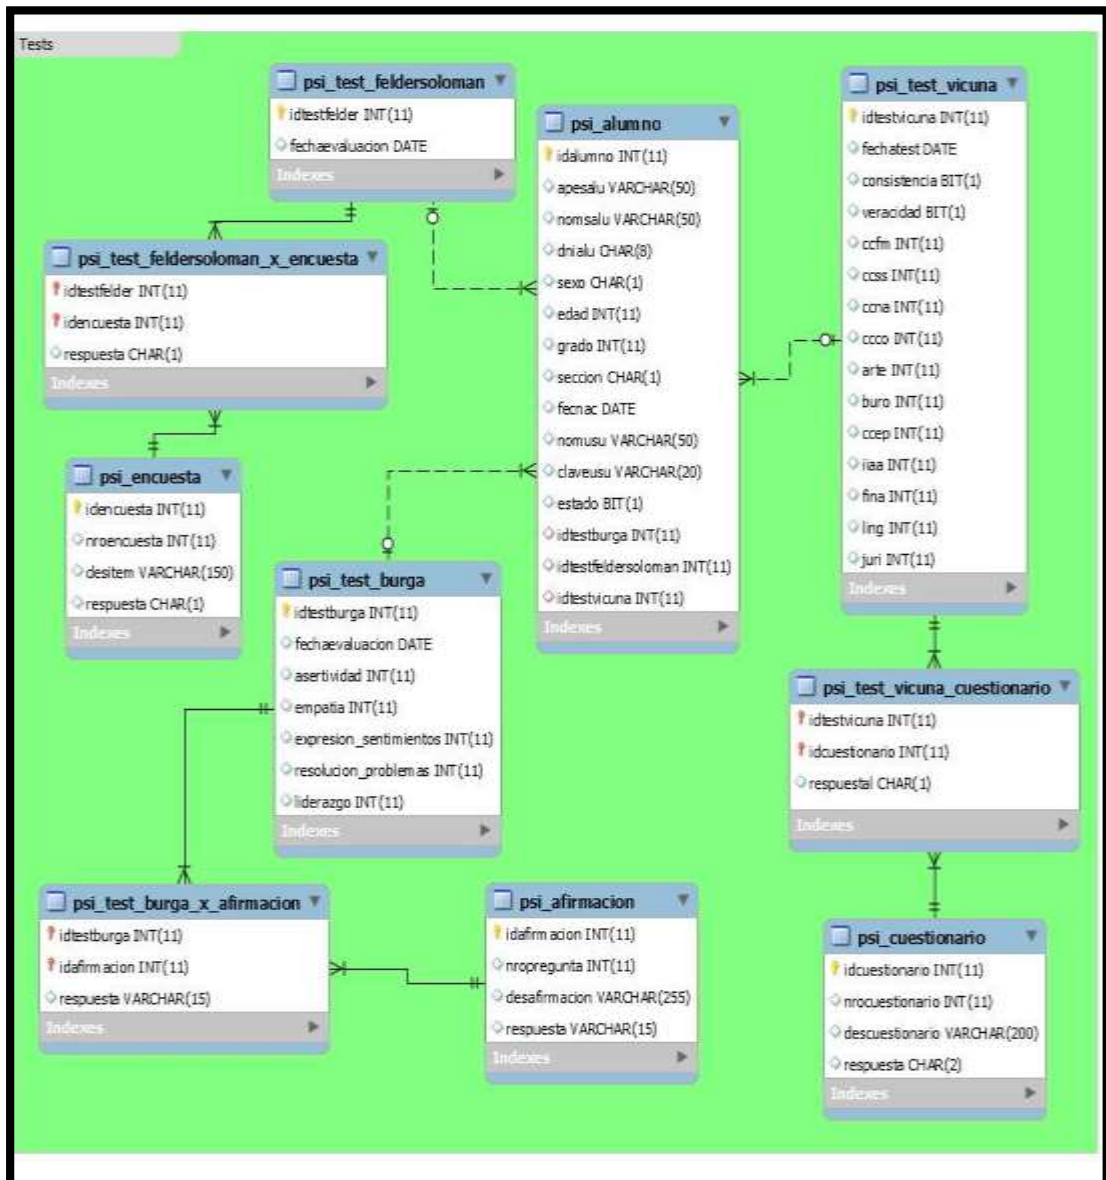 Tests
psi_test_feldersoloman
idtestfelder INT(11)
fechaevaluacion DATE
Indexes
psi_test_feldersoloman_x_encuesta
idtestfelder INT(11)
idencuesta INT(11)
respuesta CHAR(1)
Indexes
psi_encuesta
idencuesta INT(11)
nroencuesta INT(11)
desitem VARCHAR(150)
respuesta CHAR(1)
Indexes
psi_alumno
idalumno INT(11)
apesalu VARCHAR(50)
nomsalu VARCHAR(50)
dnialu CHAR(8)
sexo CHAR(1)
edad INT(11)
grado INT(11)
seccion CHAR(1)
fecnac DATE
nomusu VARCHAR(50)
claveusu VARCHAR(20)
estado BIT(1)
idtestburga INT(11)
idtestfeldersoloman INT(11)
idtestvicuna INT(11)
Indexes
psi_test_vicuna
idtestvicuna INT(11)
fechatest DATE
consistencia BIT(1)
veracidad BIT(1)
ccfm INT(11)
ccss INT(11)
ccna INT(11)
ccco INT(11)
arte INT(11)
buro INT(11)
ccep INT(11)
iiaa INT(11)
fina INT(11)
ling INT(11)
juri INT(11)
Indexes
psi_test_burga
idtestburga INT(11)
fechaevaluacion DATE
asertividad INT(11)
empatia INT(11)
expresion_sentimientos INT(11)
resolucion_problemas INT(11)
liderazgo INT(11)
Indexes
psi_test_vicuna_cuestionario
idtestvicuna INT(11)
idcuestionario INT(11)
respuestal CHAR(1)
Indexes
psi_test_burga_x_afirmacion
idtestburga INT(11)
idafirmacion INT(11)
respuesta VARCHAR(15)
Indexes
psi_afirmacion
idafirmacion INT(11)
nropregunta INT(11)
desafirmacion VARCHAR(255)
respuesta VARCHAR(15)
Indexes
psi_cuestionario
idcuestionario INT(11)
nrocuestionario INT(11)
descuestionario VARCHAR(200)
respuesta CHAR(2)
Indexes